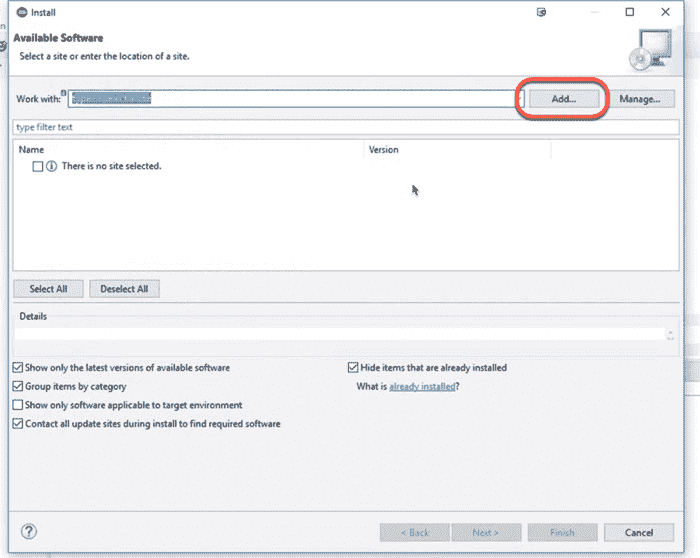 Install
Available Software
Select a site or enter the location of a site.
Work with:
Add...
Manage...
type filter text
Name Version
There is no site selected.
Select All Deselect All
Details
Show only the latest versions of available software
Hide items that are already installed
Group items by category
What is already installed?
Show only software applicable to target environment
Contact all update sites during install to find required software
?
< Back Next > Finish Cancel